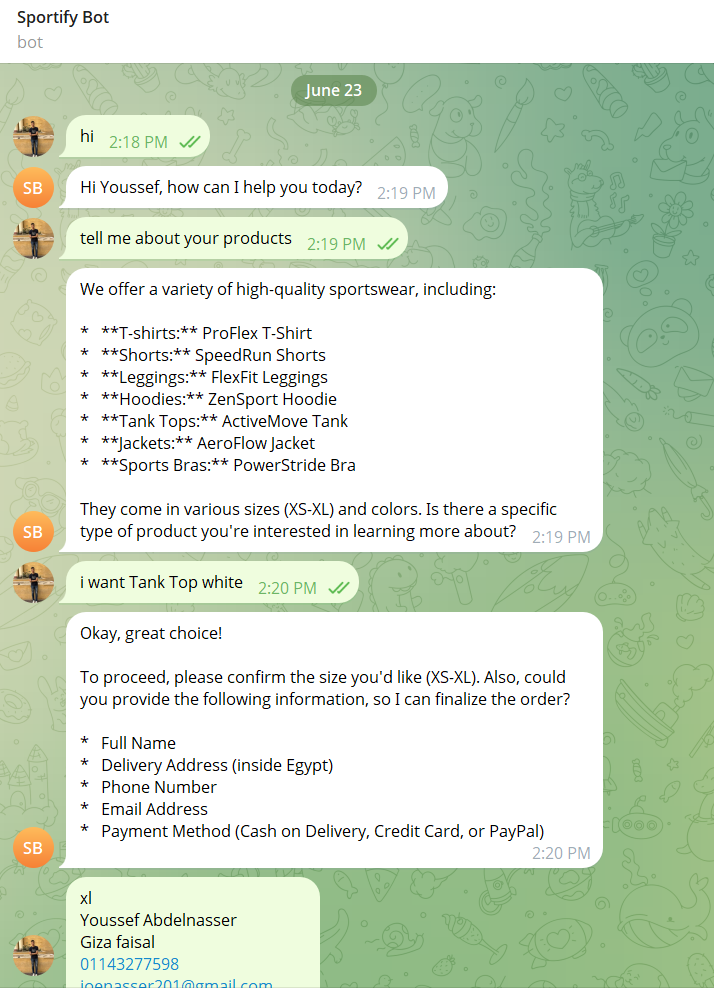 Sportify Bot
bot
June 23
hi 2:18 PM
SB
Hi Youssef, how can I help you today? 2:19 PM
tell me about your products 2:19 PM
We offer a variety of high-quality sportswear, including:
* **T-shirts:** ProFlex T-Shirt
* **Shorts:** SpeedRun Shorts
* **Leggings:** FlexFit Leggings
* **Hoodies:** ZenSport Hoodie
* **Tank Tops:** ActiveMove Tank
* **Jackets:** AeroFlow Jacket
* **Sports Bras:** PowerStride Bra
They come in various sizes (XS-XL) and colors. Is there a specific
type of product you're interested in learning more about? 2:19 PM
SB
i want Tank Top white 2:20 PM
Okay, great choice!
To proceed, please confirm the size you'd like (XS-XL). Also, could
you provide the following information, so I can finalize the order?
* Full Name
* Delivery Address (inside Egypt)
* Phone Number
* Email Address
* Payment Method (Cash on Delivery, Credit Card, or PayPal)
2:20 PM
SB
xl
Youssef Abdelnasser
Giza faisal
01143277598
joenasser201@gmail.com